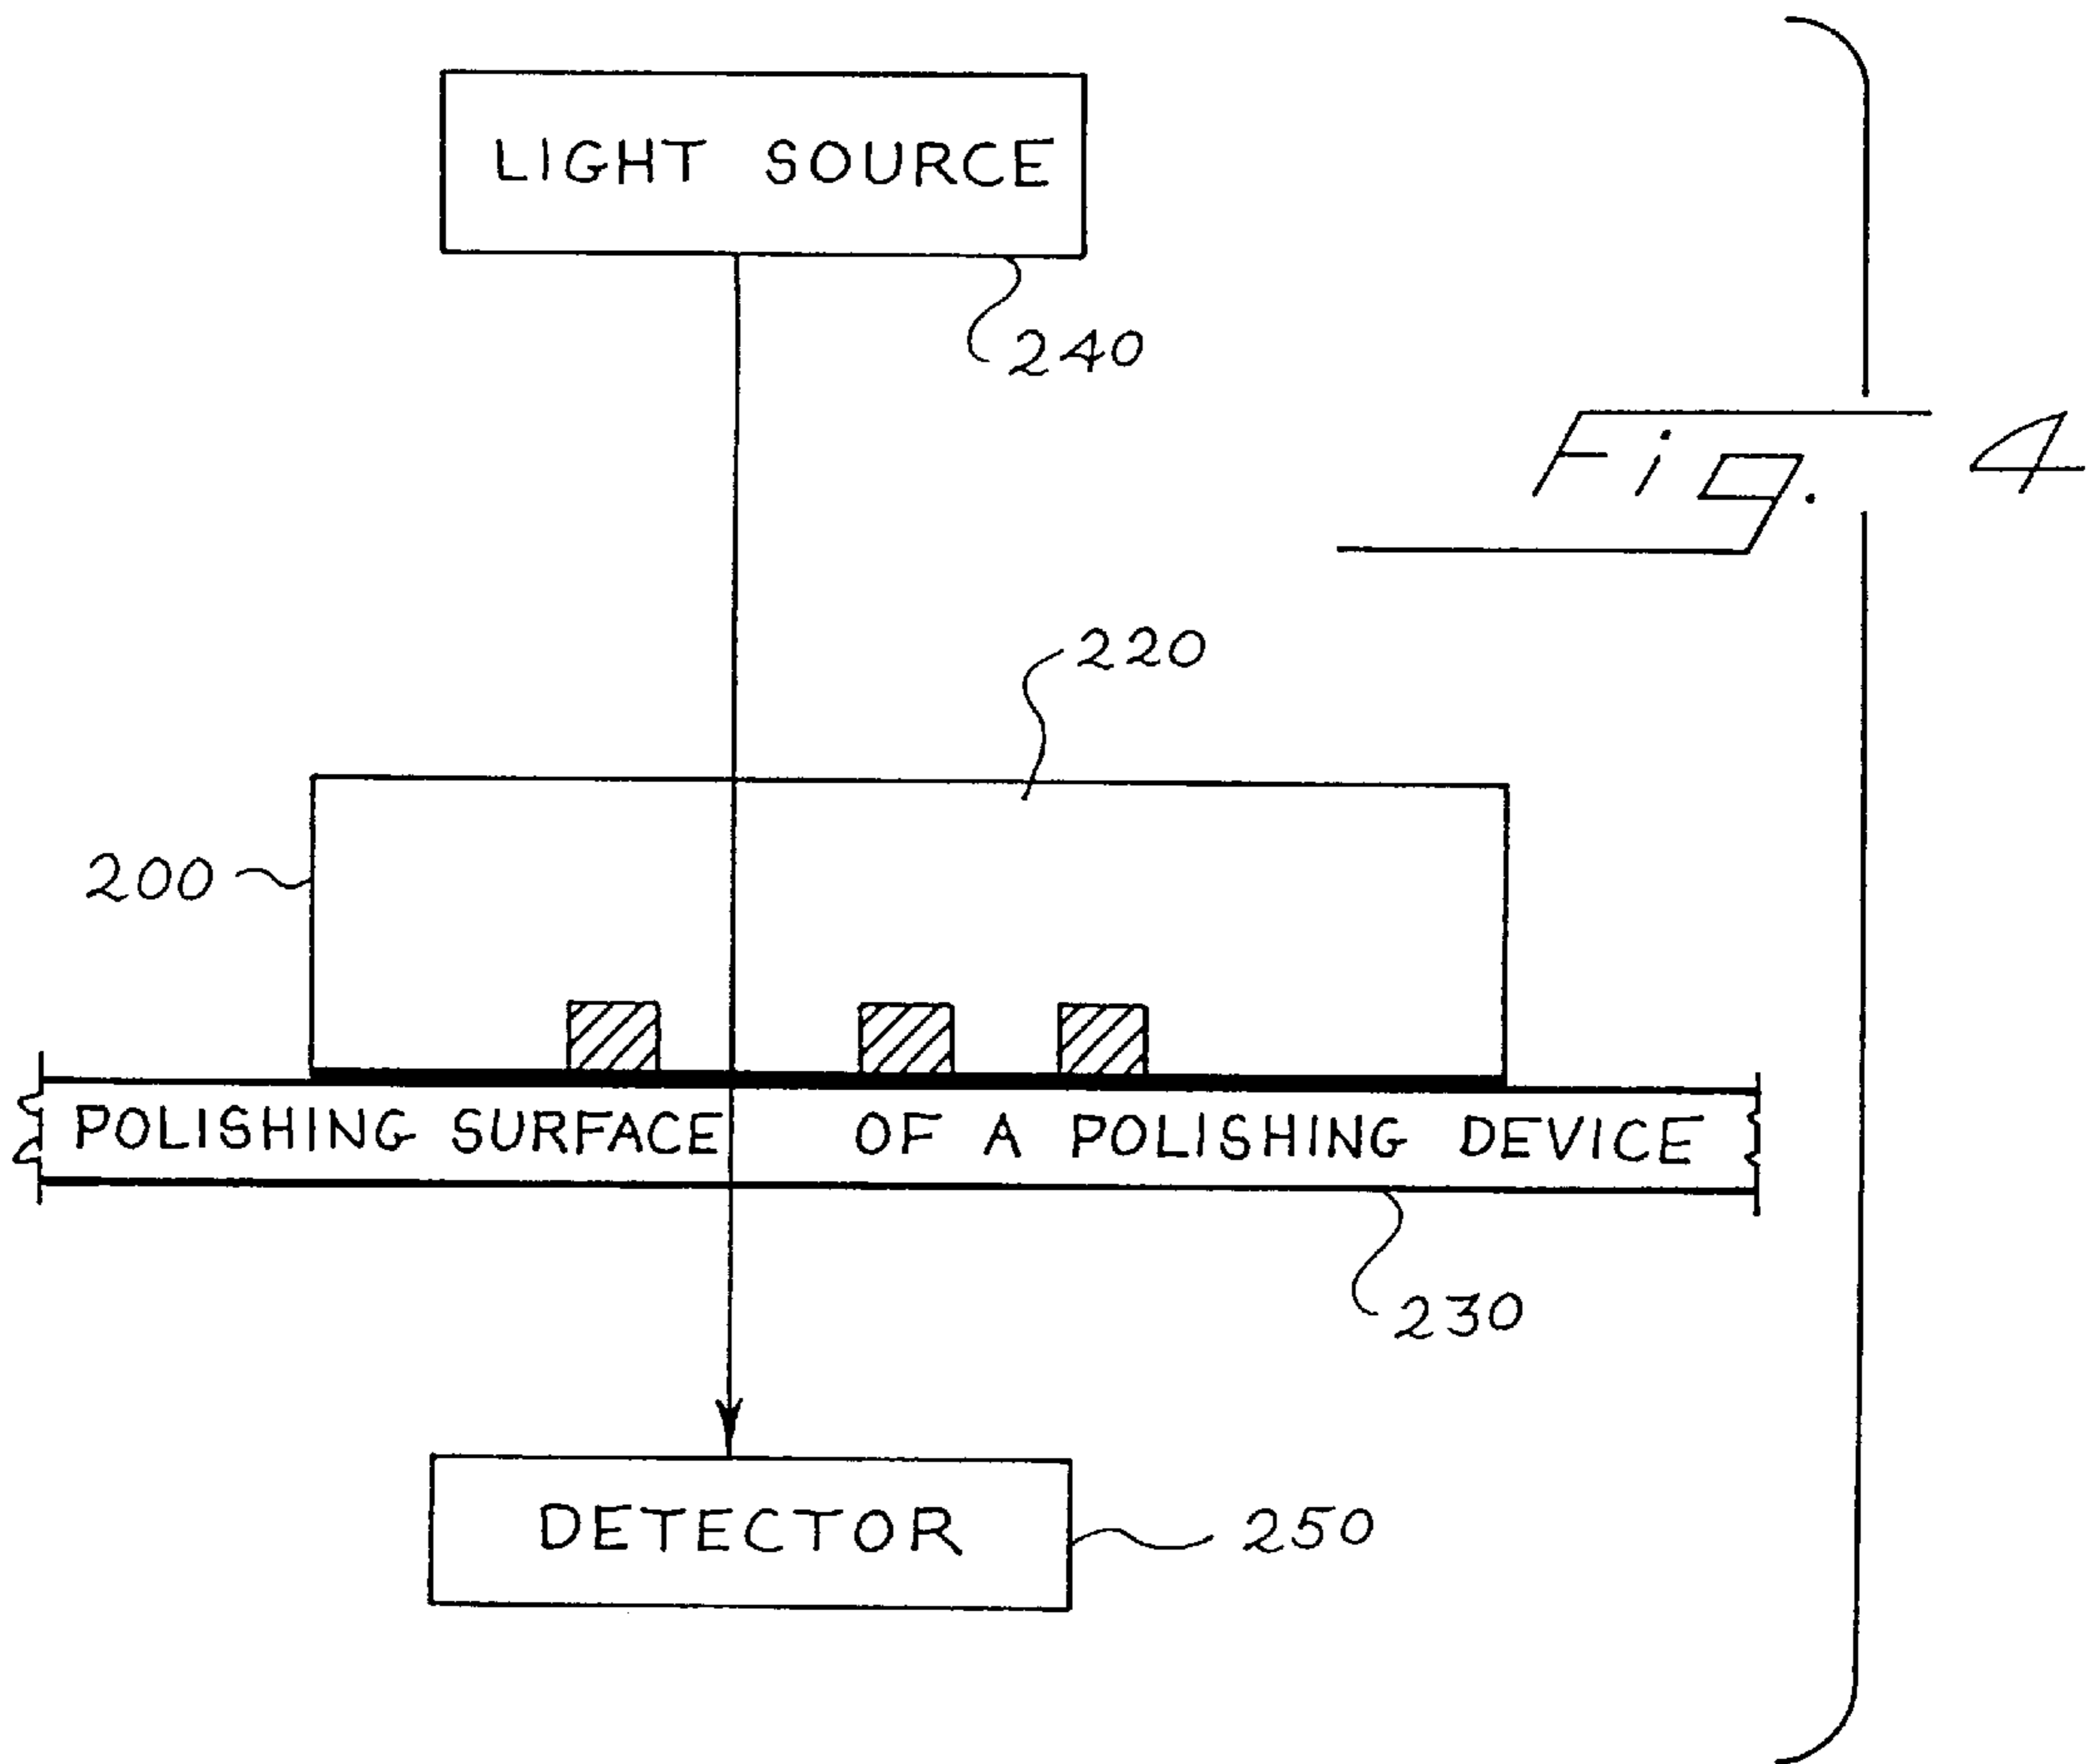 LIGHT SOURCE
240
Fig. 4
220
200
POLISHING SURFACE OF A POLISHING DEVICE
230
DETECTOR
250